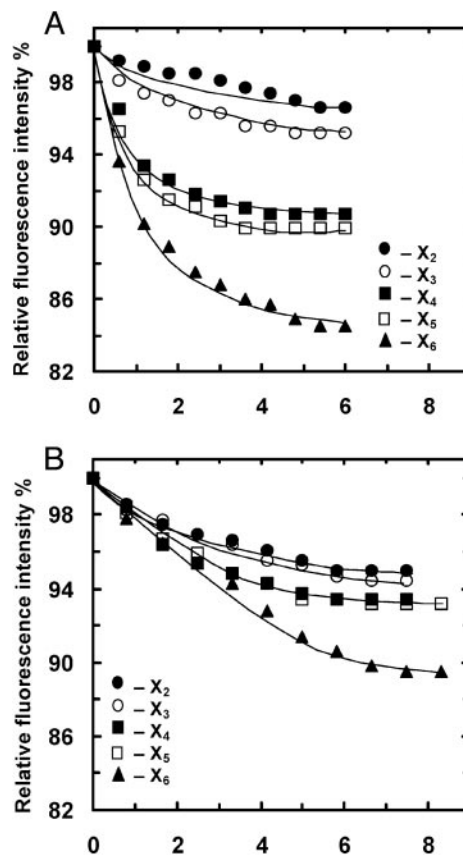 A
Relative fluorescence intensity %
98
94
90
86
82
● – X₂
○ – X₃
■ – X₄
□ – X₅
▲ – X₆
0 2 4 6 8
B
Relative fluorescence intensity %
98
94
90
86
82
● – X₂
○ – X₃
■ – X₄
□ – X₅
▲ – X₆
0 2 4 6 8